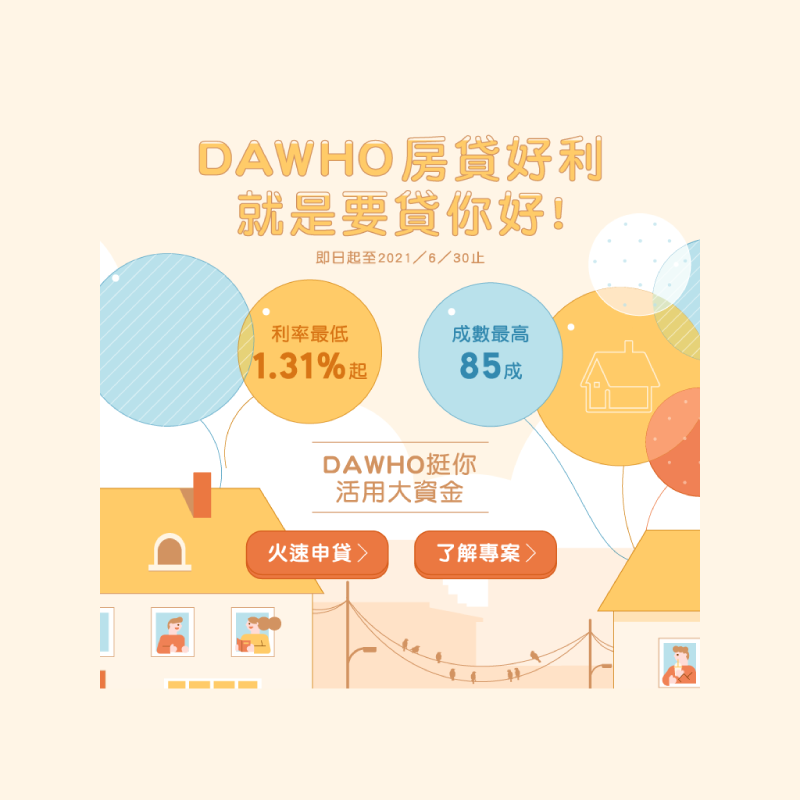 DAWHO房貸好利
就是要貸你好!
即日起至2021／6／30止
利率最低
1.31%起
成數最高
85成
DAWHO挺你
活用大資金
火速申貸＞
了解專案＞